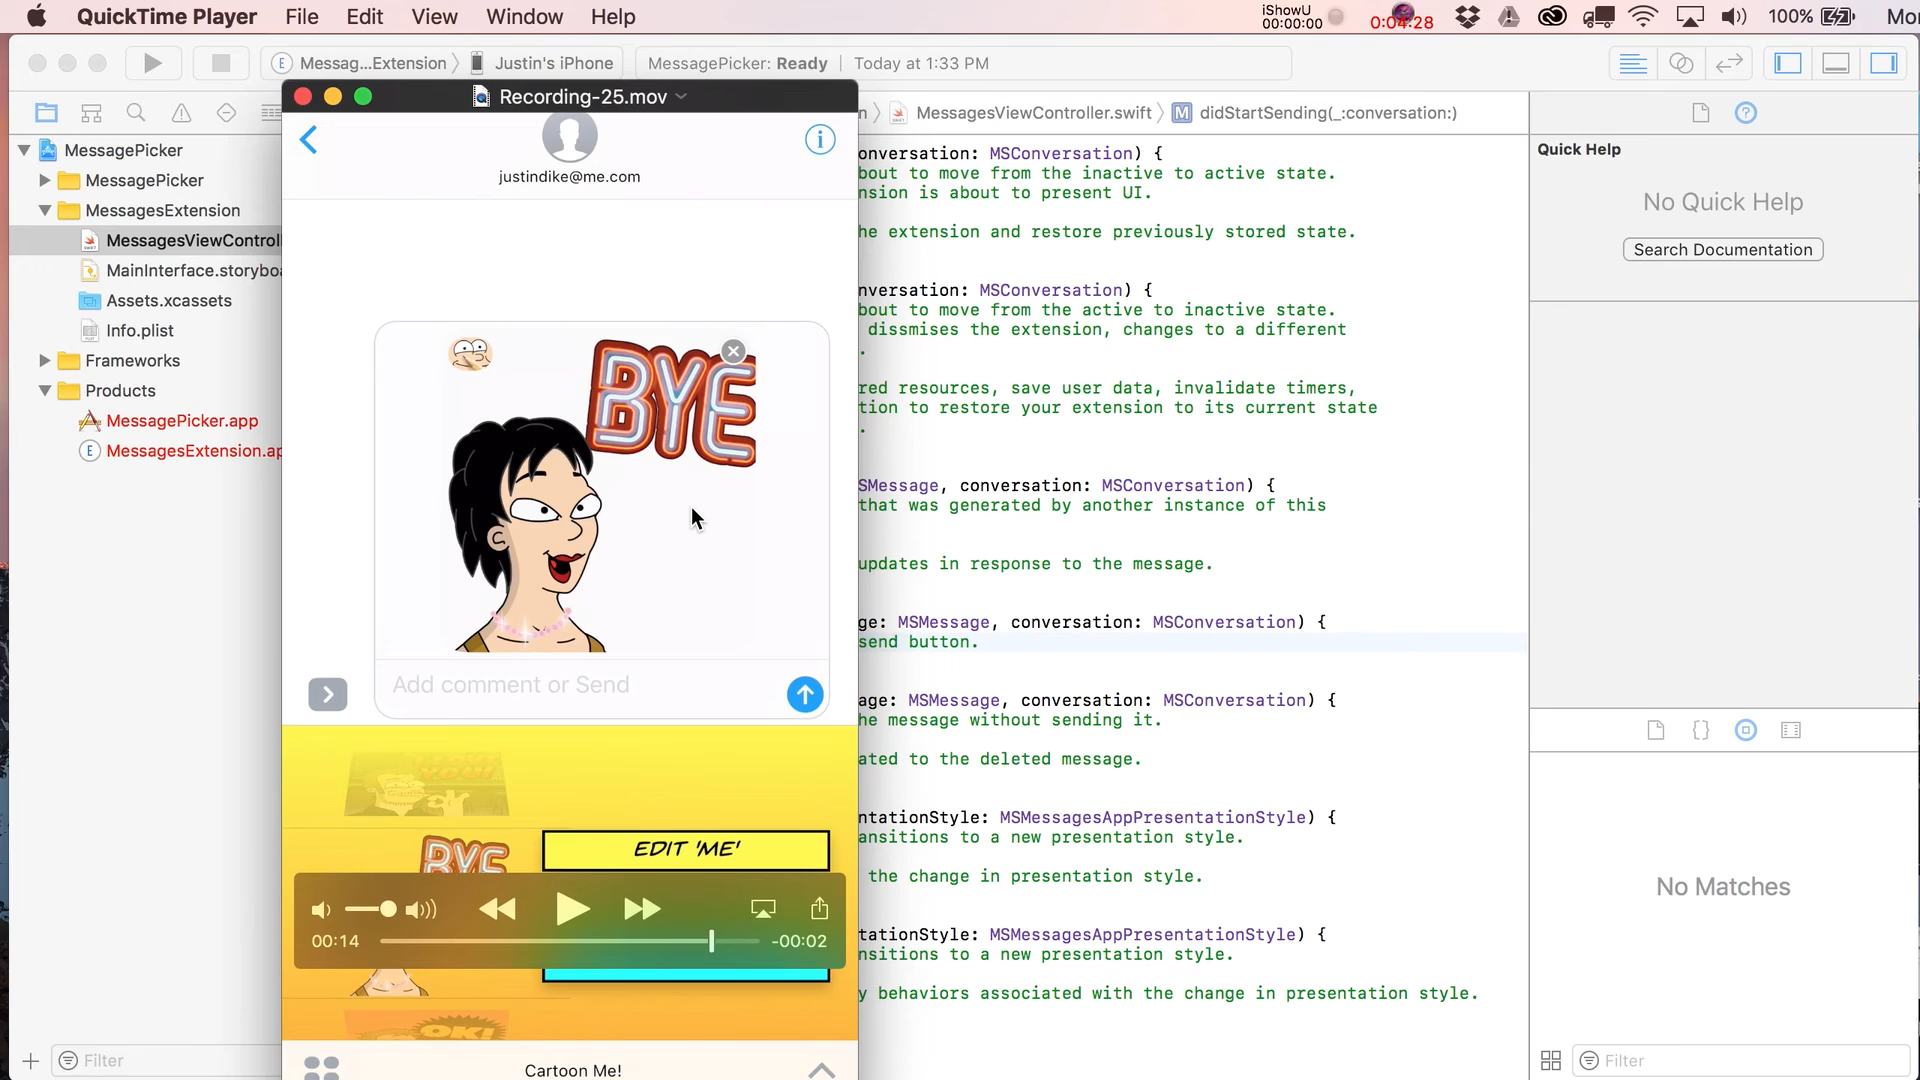 QuickTime Player File Edit View Window Help
iShowU
00:00:00
0:04:28
100%
Mo
Messag...Extension
Justin's iPhone
MessagePicker: Ready | Today at 1:33 PM
Recording-25.mov
MessagesViewController.swift
M didStartSending(_:conversation:)
MessagePicker
MessagePicker
MessagesExtension
MessagesViewControl
MainInterface.storyboa
Assets.xcassets
Info.plist
Frameworks
Products
MessagePicker.app
MessagesExtension.ap
Filter
justindike@me.com
BYE
Add comment or Send
YOU!
BYE
EDIT 'ME'
00:14
-00:02
OK!
Cartoon Me!
onversation: MSConversation) {
bout to move from the inactive to active state.
nsion is about to present UI.
he extension and restore previously stored state.
nversation: MSConversation) {
bout to move from the active to inactive state.
dissmises the extension, changes to a different
.
red resources, save user data, invalidate timers,
tion to restore your extension to its current state
.
SMessage, conversation: MSConversation) {
that was generated by another instance of this
updates in response to the message.
ge: MSMessage, conversation: MSConversation) {
send button.
age: MSMessage, conversation: MSConversation) {
he message without sending it.
ated to the deleted message.
ntationStyle: MSMessagesAppPresentationStyle) {
ansitions to a new presentation style.
the change in presentation style.
tationStyle: MSMessagesAppPresentationStyle) {
nsitions to a new presentation style.
y behaviors associated with the change in presentation style.
Quick Help
No Quick Help
Search Documentation
No Matches
Filter